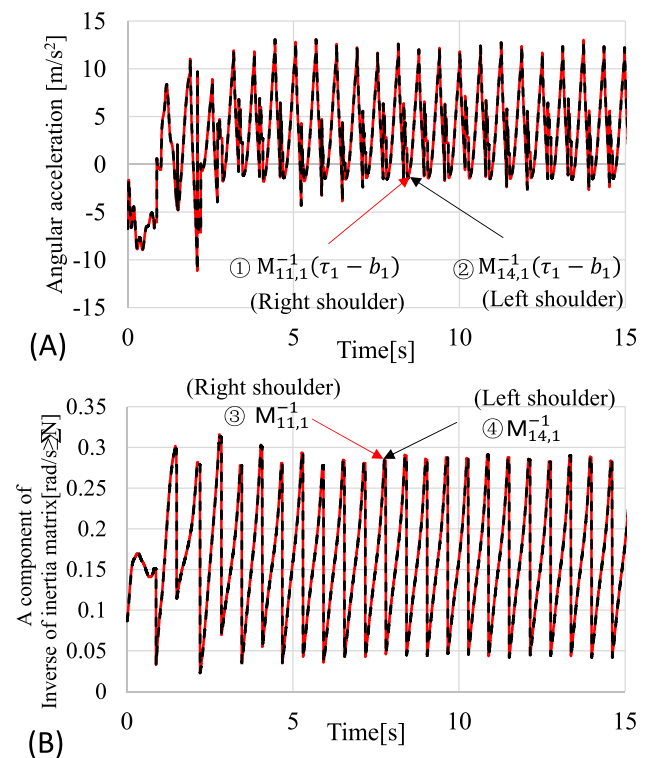 15
10
5
0
-5
-10
-15
Angular acceleration [m/s²]
① M⁻¹₁₁,₁(τ₁ − b₁)
(Right shoulder)
② M⁻¹₁₄,₁(τ₁ − b₁)
(Left shoulder)
0 5 10 15
Time[s]
(A)
(Right shoulder)
③ M⁻¹₁₁,₁
(Left shoulder)
④ M⁻¹₁₄,₁
0.35
0.3
0.25
0.2
0.15
0.1
0.05
0
A component of
Inverse of inertia matrix[rad/s
0 5 10 15
Time[s]
(B)